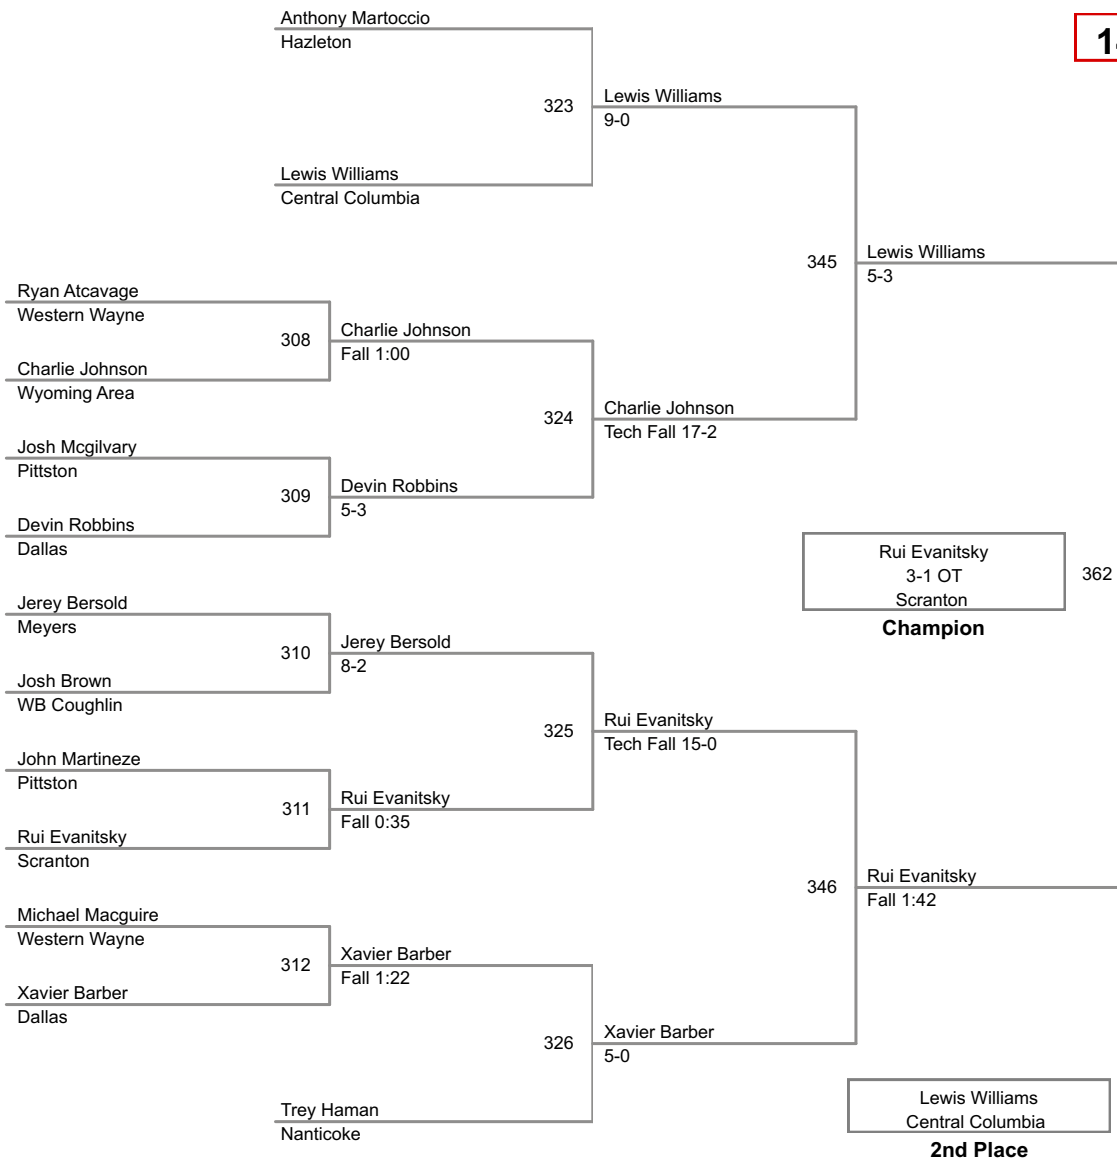 Anthony Martoccio
Hazleton
323
Lewis Williams
9-0
Lewis Williams
Central Columbia
345
Lewis Williams
5-3
Ryan Atcavage
Western Wayne
308
Charlie Johnson
Fall 1:00
Charlie Johnson
Wyoming Area
324
Charlie Johnson
Tech Fall 17-2
Josh Mcgilvary
Pittston
309
Devin Robbins
5-3
Devin Robbins
Dallas
Rui Evanitsky
3-1 OT
Scranton
Champion
362
Jerey Bersold
Meyers
310
Jerey Bersold
8-2
Josh Brown
WB Coughlin
325
Rui Evanitsky
Tech Fall 15-0
John Martineze
Pittston
311
Rui Evanitsky
Fall 0:35
Rui Evanitsky
Scranton
346
Rui Evanitsky
Fall 1:42
Michael Macguire
Western Wayne
312
Xavier Barber
Fall 1:22
Xavier Barber
Dallas
326
Xavier Barber
5-0
Trey Haman
Nanticoke
Lewis Williams
Central Columbia
2nd Place